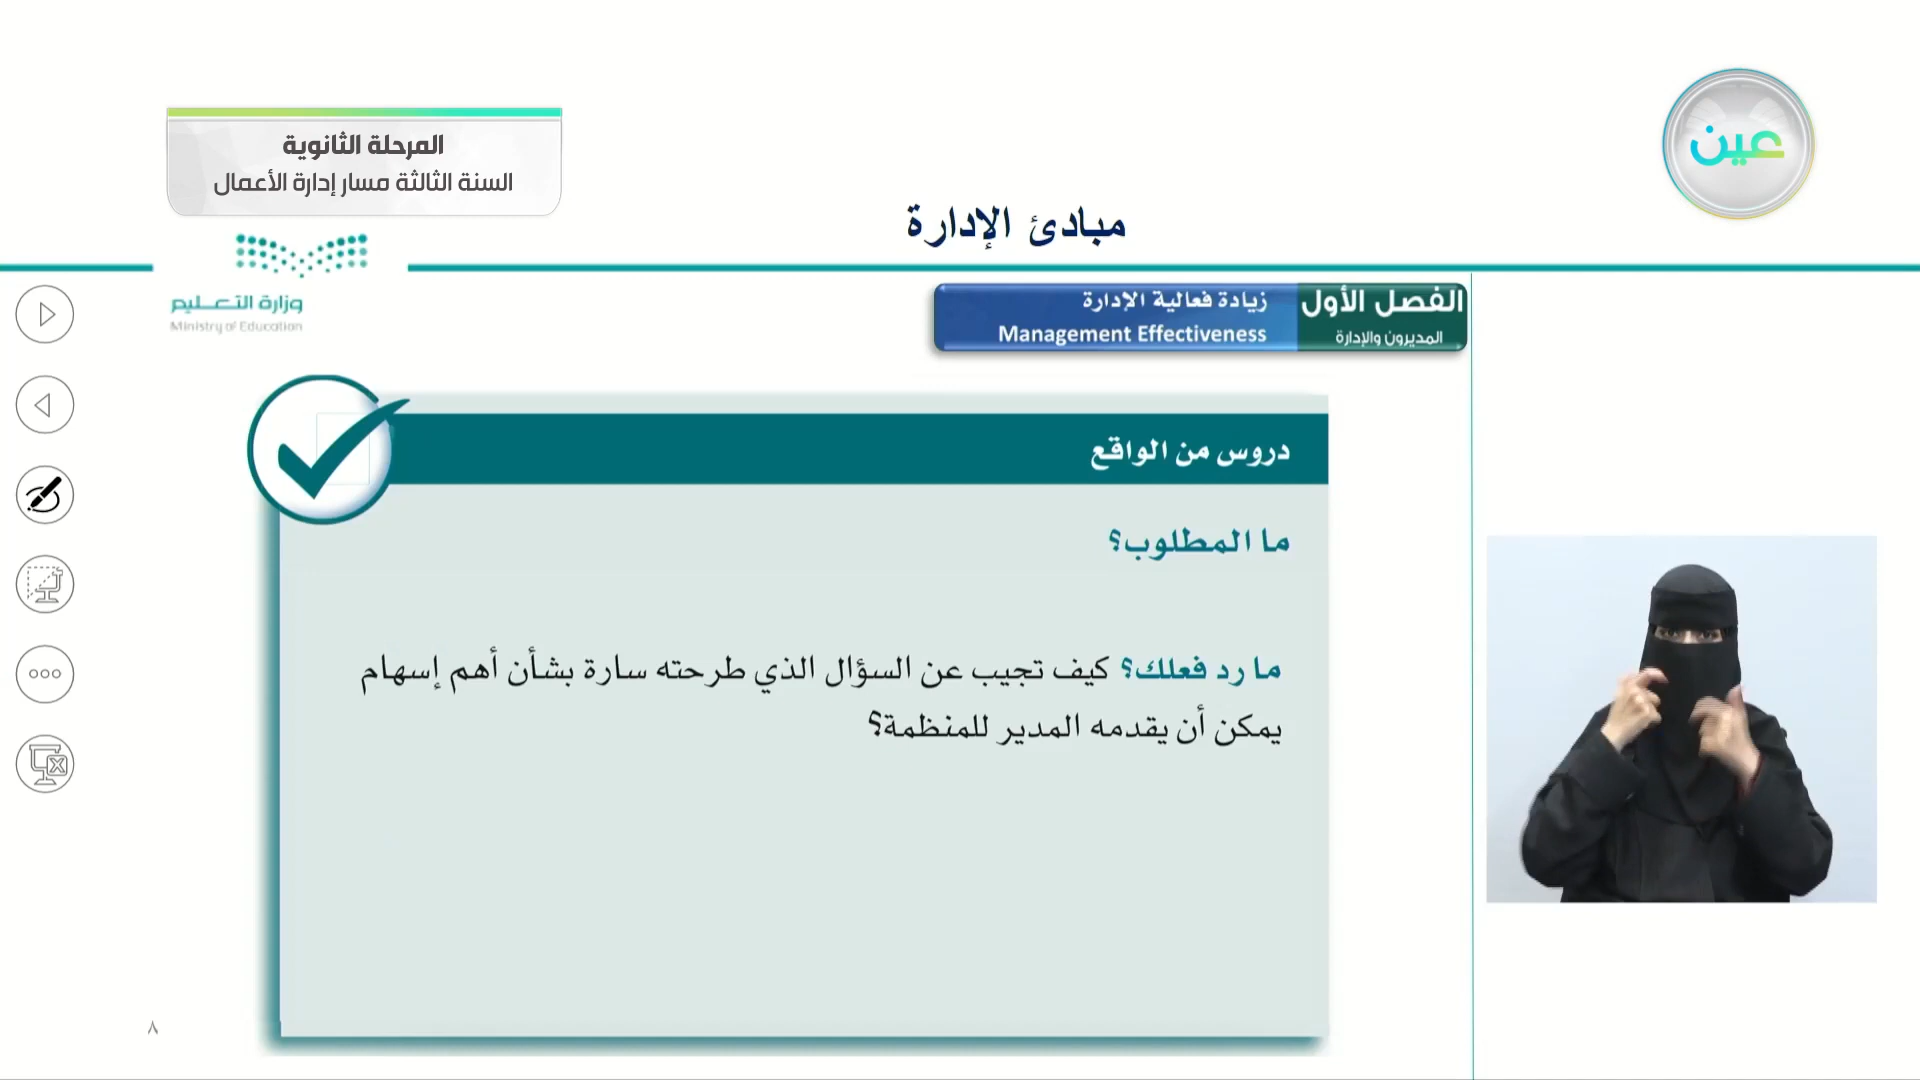 المرحلة الثانوية
السنة الثالثة مسار إدارة الأعمال
عين
مبادئ الإدارة
وزارة التعليم
Ministry of Education
الفصل الأول
المديرون والإدارة
زيادة فعالية الإدارة
Management Effectiveness
دروس من الواقع
ما المطلوب؟
ما رد فعلك؟ كيف تجيب عن السؤال الذي طرحته سارة بشأن أهم إسهام
يمكن أن يقدمه المدير للمنظمة؟
٨